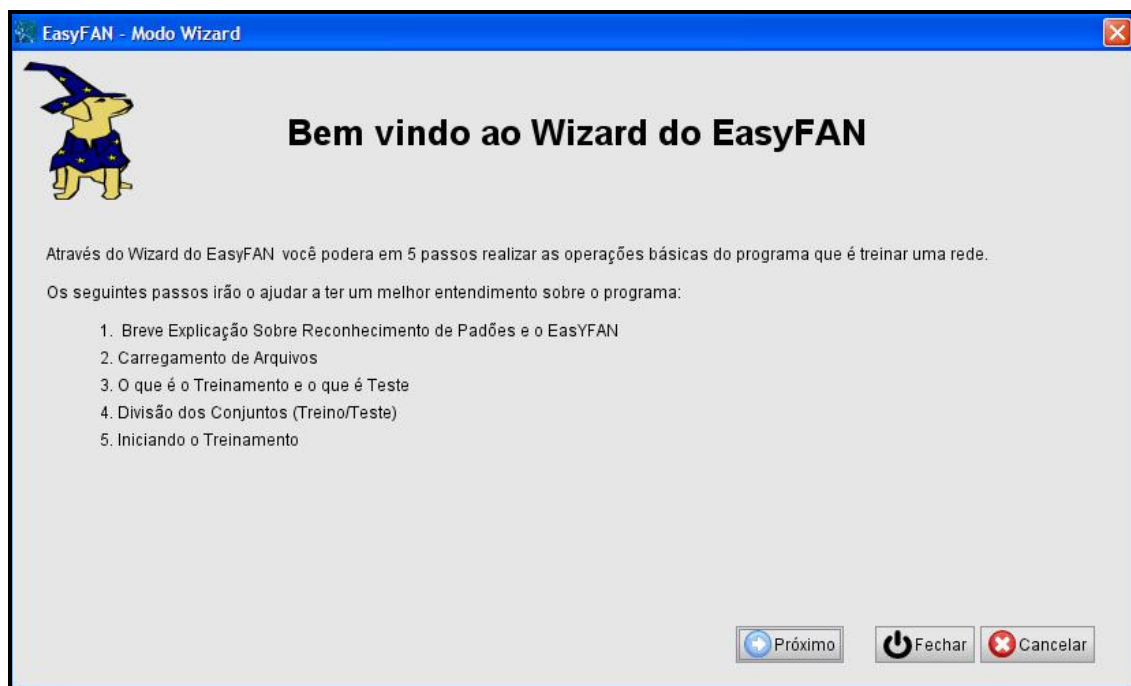 EasyFAN - Modo Wizard
Bem vindo ao Wizard do EasyFAN
Através do Wizard do EasyFAN você podera em 5 passos realizar as operações básicas do programa que é treinar uma rede.
Os seguintes passos irão o ajudar a ter um melhor entendimento sobre o programa:
1. Breve Explicação Sobre Reconhecimento de Padões e o EasYFAN
2. Carregamento de Arquivos
3. O que é o Treinamento e o que é Teste
4. Divisão dos Conjuntos (Treino/Teste)
5. Iniciando o Treinamento
Próximo Fechar Cancelar